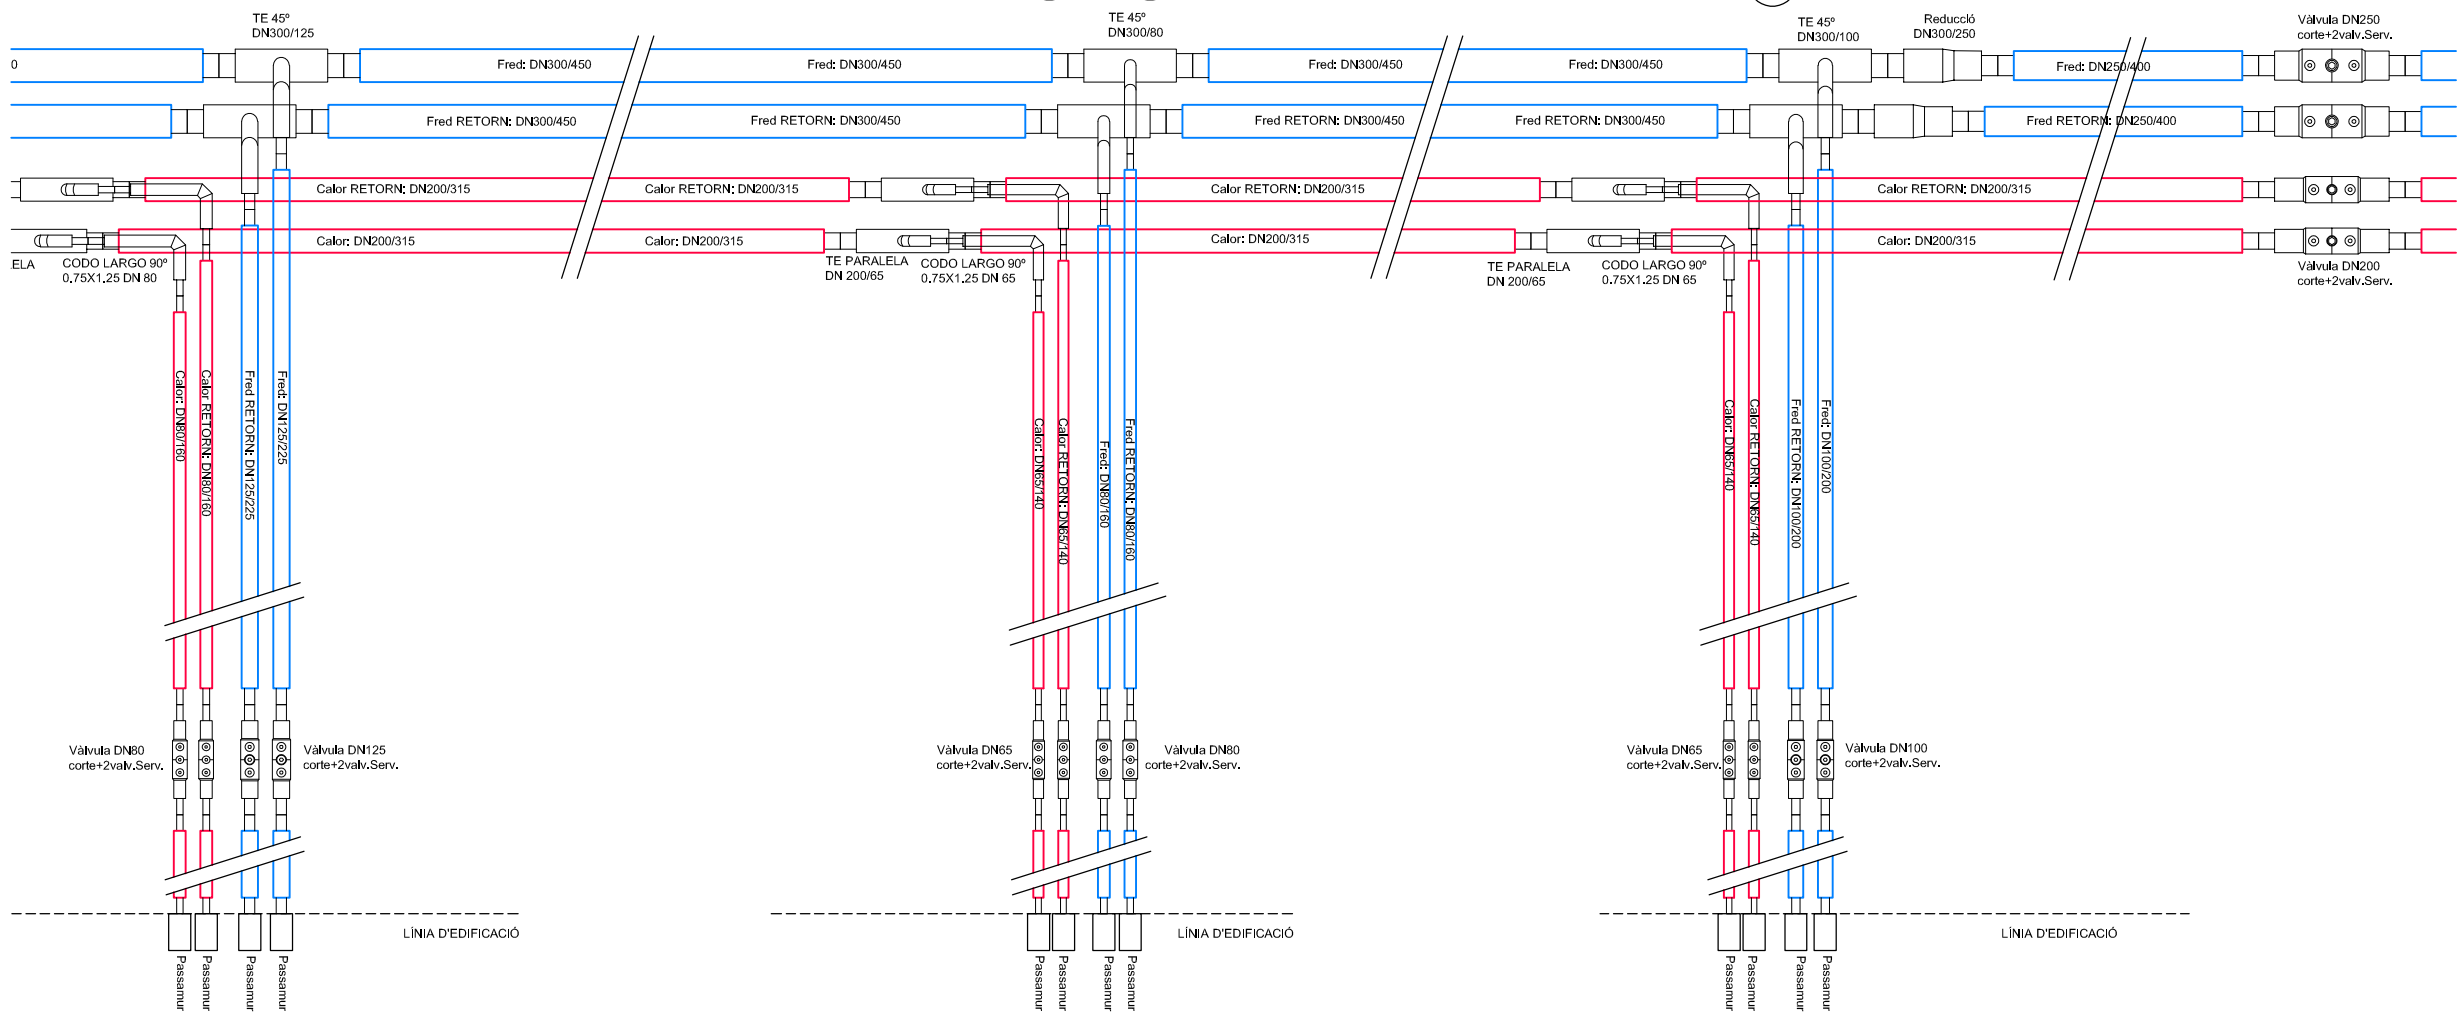 TE 45º
DN300/125
TE 45º
DN300/80
TE 45º
DN300/100
Reducció
DN300/250
Vàlvula DN250
corte+2valv.Serv.
0
Fred: DN300/450
Fred: DN300/450
Fred: DN300/450
Fred: DN300/450
Fred: DN250/400
Fred RETORN: DN300/450
Fred RETORN: DN300/450
Fred RETORN: DN300/450
Fred RETORN: DN300/450
Fred RETORN: DN250/400
Calor RETORN: DN200/315
Calor RETORN: DN200/315
Calor RETORN: DN200/315
Calor RETORN: DN200/315
Calor: DN200/315
Calor: DN200/315
Calor: DN200/315
Calor: DN200/315
.ELA
CODO LARGO 90º
0.75X1.25 DN 80
TE PARALELA
DN 200/65
CODO LARGO 90º
0.75X1.25 DN 65
TE PARALELA
DN 200/65
CODO LARGO 90º
0.75X1.25 DN 65
Vàlvula DN200
corte+2valv.Serv.
Calor: DN80/160
Calor RETORN: DN80/160
Fred RETORN: DN125/225
Fred: DN125/225
Calor: DN65/140
Calor RETORN: DN65/140
Fred: DN80/160
Fred RETORN: DN80/160
Calor: DN65/140
Calor RETORN: DN65/140
Fred RETORN: DN100/200
Fred: DN100/200
Vàlvula DN80
corte+2valv.Serv.
Vàlvula DN125
corte+2valv.Serv.
Vàlvula DN65
corte+2valv.Serv.
Vàlvula DN80
corte+2valv.Serv.
Vàlvula DN65
corte+2valv.Serv.
Vàlvula DN100
corte+2valv.Serv.
LÍNIA D'EDIFICACIÓ
LÍNIA D'EDIFICACIÓ
LÍNIA D'EDIFICACIÓ
Passamur
Passamur
Passamur
Passamur
Passamur
Passamur
Passamur
Passamur
Passamur
Passamur
Passamur
Passamur